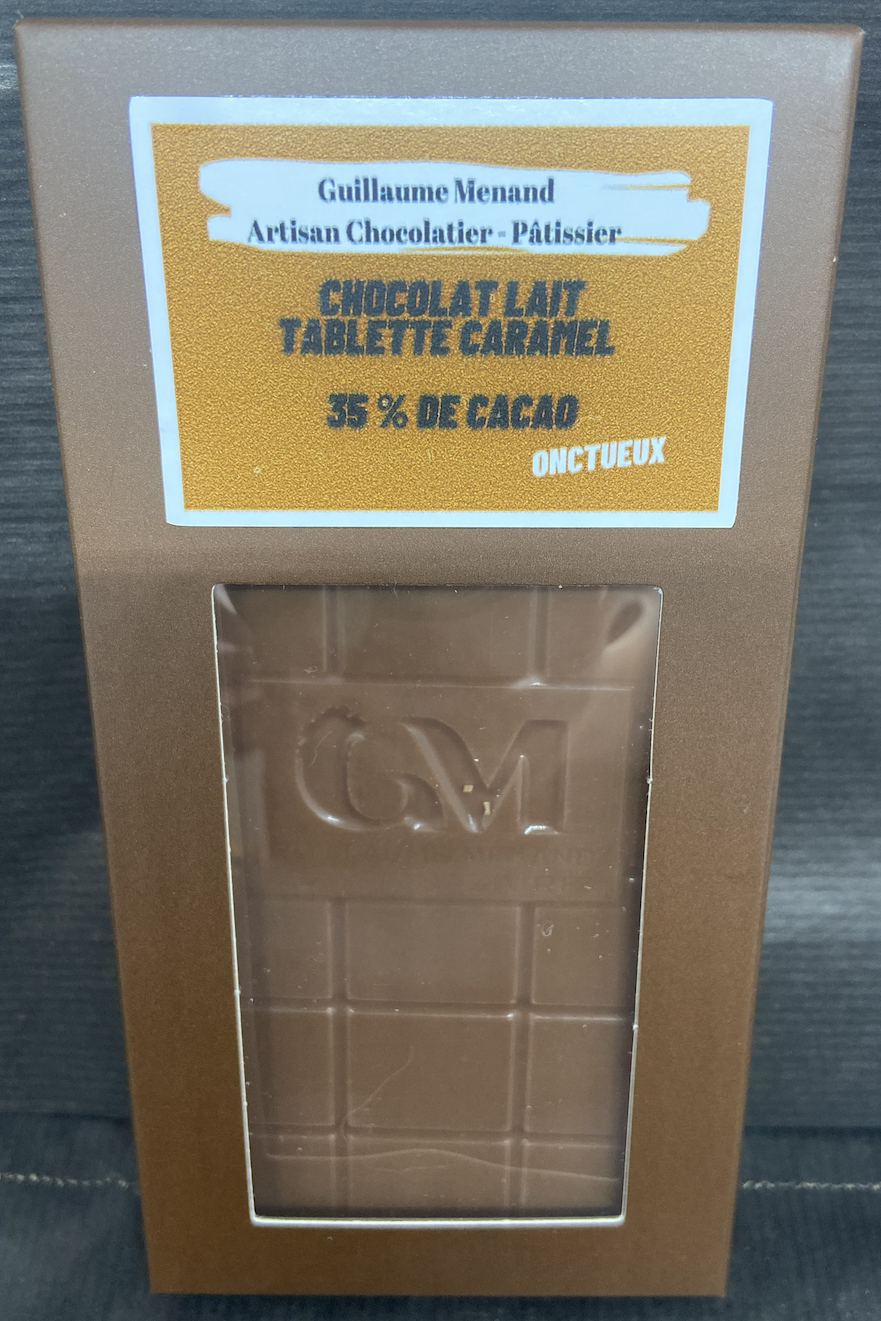 Guillaume Menand
Artisan Chocolatier - Pâtissier
CHOCOLAT LAIT
TABLETTE CARAMEL
35 % DE CACAO
ONCTUEUX
GM